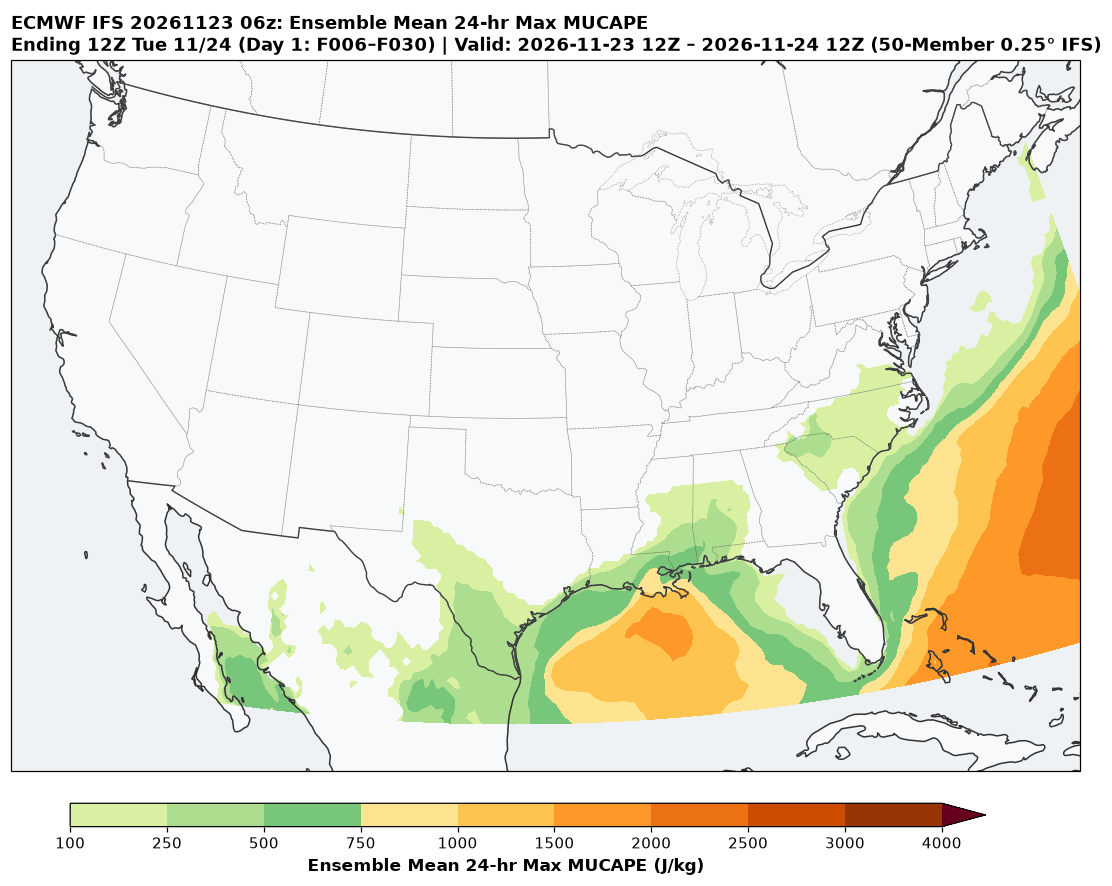 ECMWF IFS 20261123 06z: Ensemble Mean 24-hr Max MUCAPE
Ending 12Z Tue 11/24 (Day 1: F006–F030) | Valid: 2026-11-23 12Z – 2026-11-24 12Z (50-Member 0.25° IFS)
100 250 500 750 1000 1500 2000 2500 3000 4000
Ensemble Mean 24-hr Max MUCAPE (J/kg)